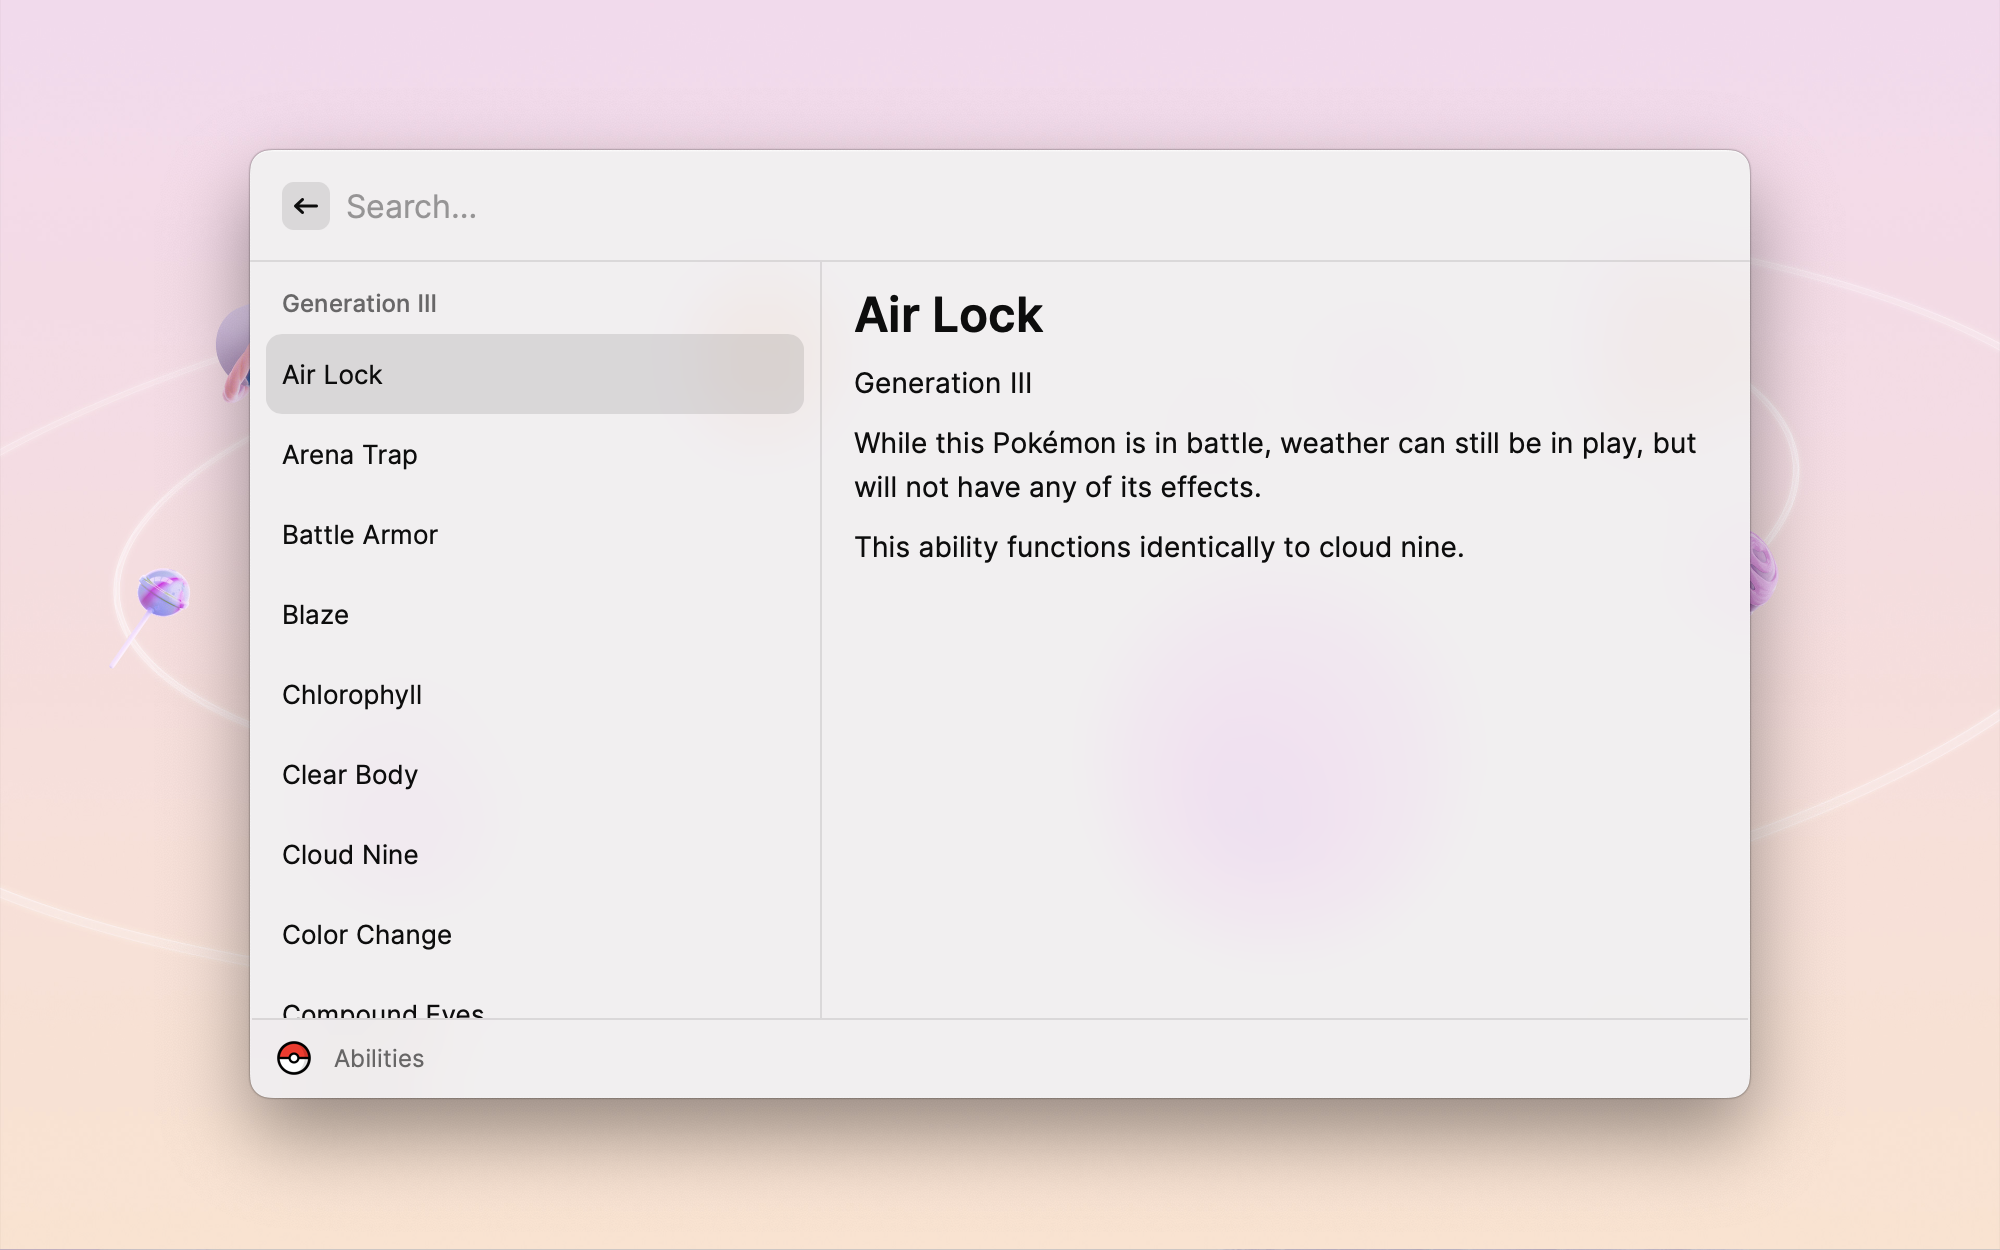 Search...
Generation III
Air Lock
Arena Trap
Battle Armor
Blaze
Chlorophyll
Clear Body
Cloud Nine
Color Change
Compound Eyes
Air Lock
Generation III
While this Pokémon is in battle, weather can still be in play, but
will not have any of its effects.
This ability functions identically to cloud nine.
Abilities